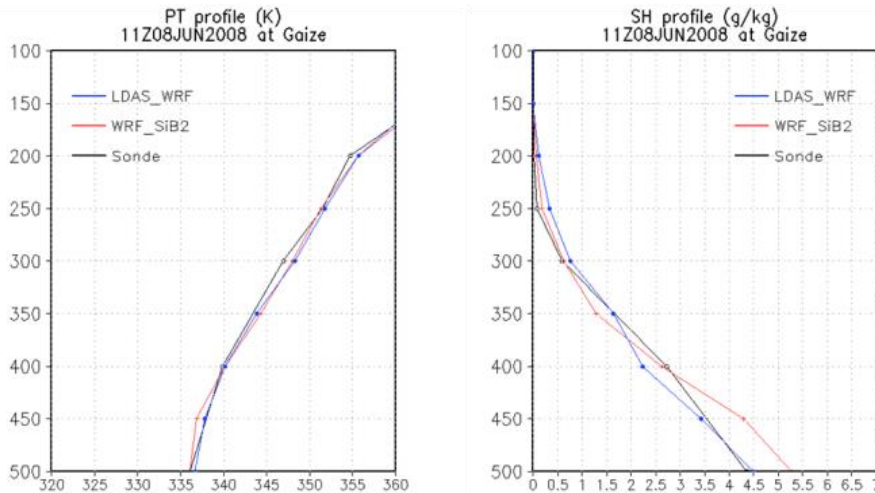 PT profile (K)
11Z08JUN2008 at Gaize
100
150
200
250
300
350
400
450
500
LDAS_WRF
WRF_SiB2
Sonde
320 325 330 335 340 345 350 355 360
SH profile (g/kg)
11Z08JUN2008 at Gaize
100
150
200
250
300
350
400
450
500
LDAS_WRF
WRF_SiB2
Sonde
0 0.5 1 1.5 2 2.5 3 3.5 4 4.5 5 5.5 6 6.5 7